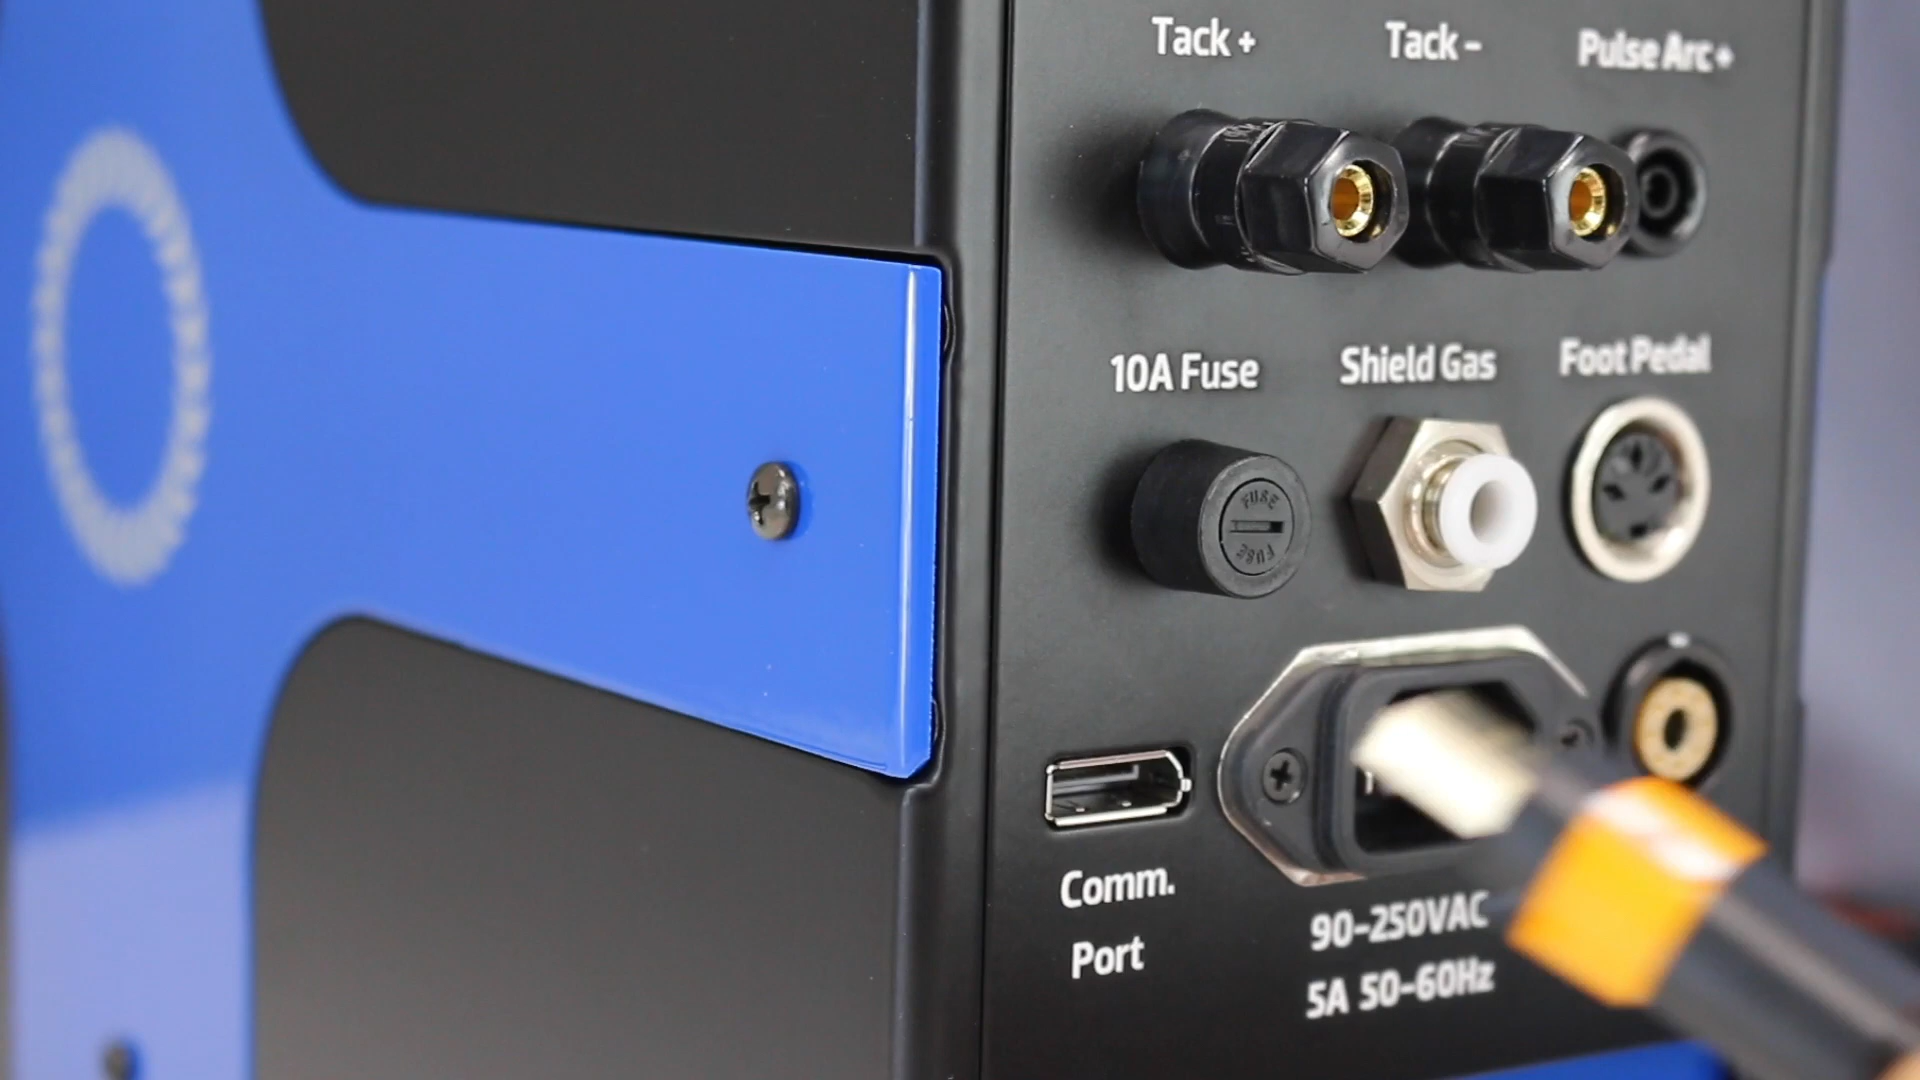 Tack + Tack - Pulse Arc +
10A Fuse Shield Gas Foot Pedal
FUSE
FUSE
Comm.
Port
90-250VAC
5A 50-60Hz